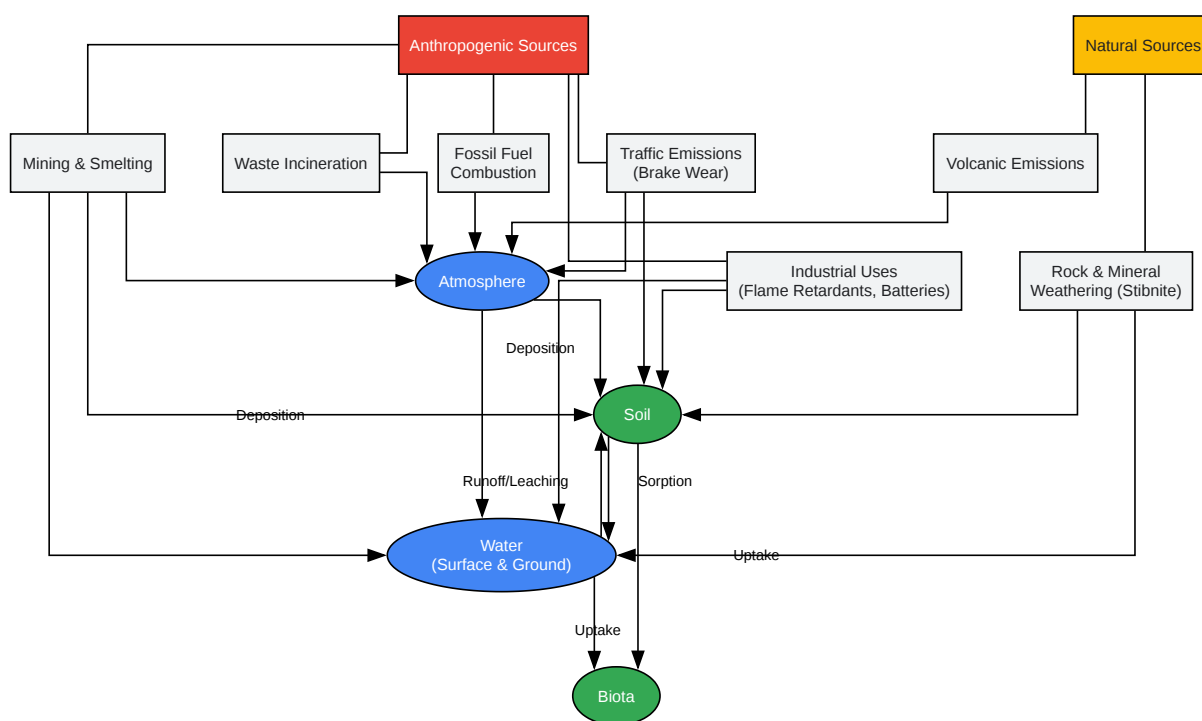 Anthropogenic Sources
Natural Sources
Mining & Smelting
Waste Incineration
Fossil Fuel
Combustion
Traffic Emissions
(Brake Wear)
Volcanic Emissions
Atmosphere
Industrial Uses
(Flame Retardants, Batteries)
Rock & Mineral
Weathering (Stibnite)
Deposition
Deposition
Soil
Runoff/Leaching
Sorption
Water
(Surface & Ground)
Uptake
Uptake
Biota